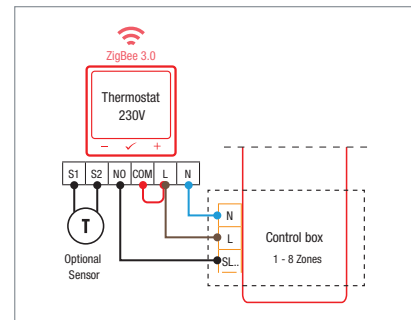 ZigBee 3.0
Thermostat
230V
− ✓ +
S1 S2 NO COM L N
T
Optional
Sensor
N
L
SL..
Control box
1 - 8 Zones